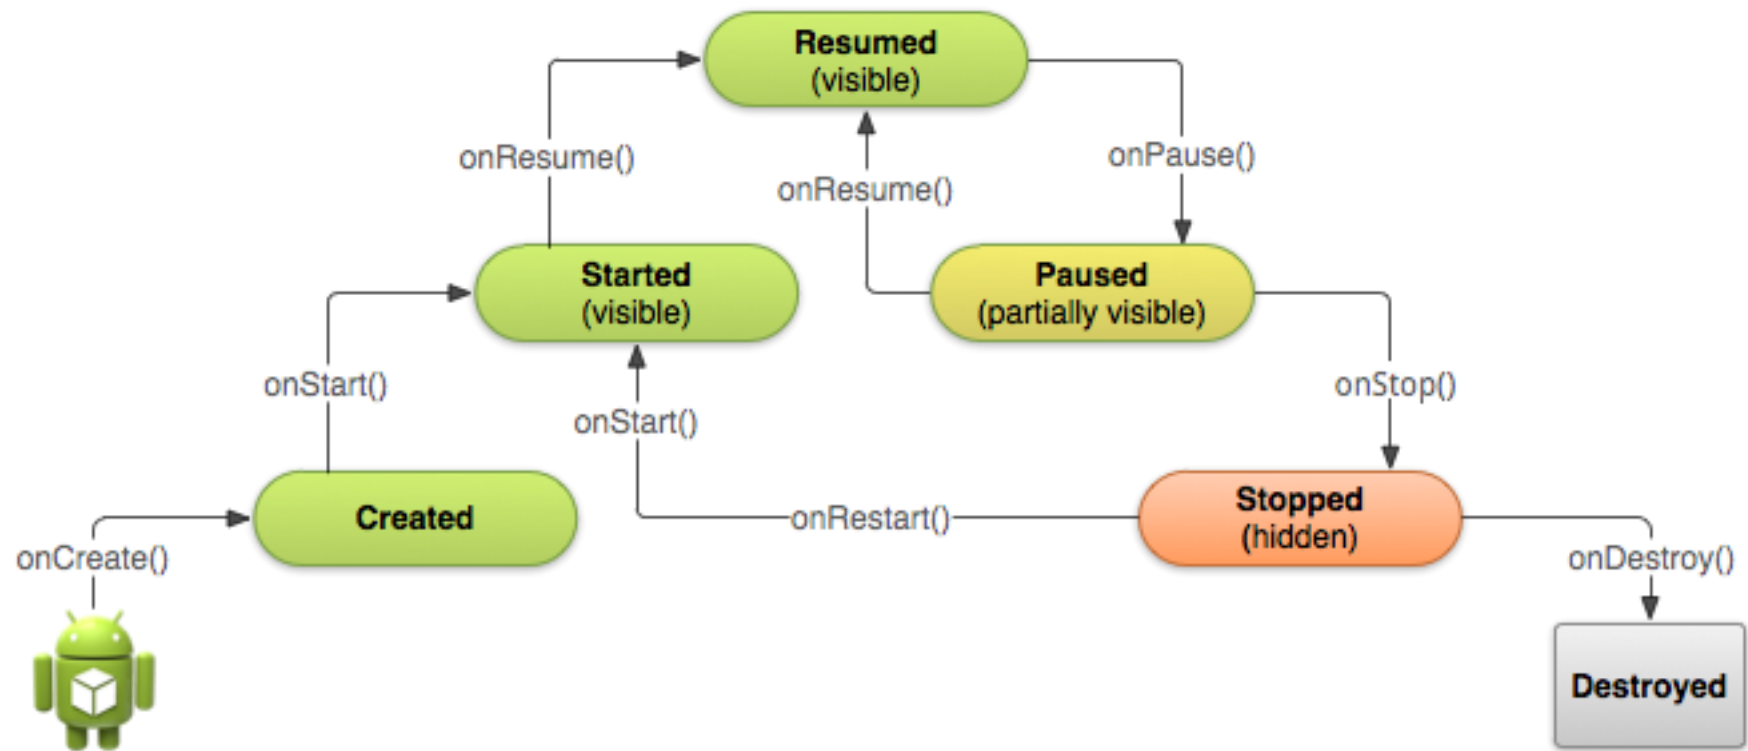 Resumed
(visible)
onResume()
onPause()
onResume()
Started
(visible)
Paused
(partially visible)
onStart()
onStop()
onStart()
Created
onRestart()
Stopped
(hidden)
onCreate()
onDestroy()
Destroyed